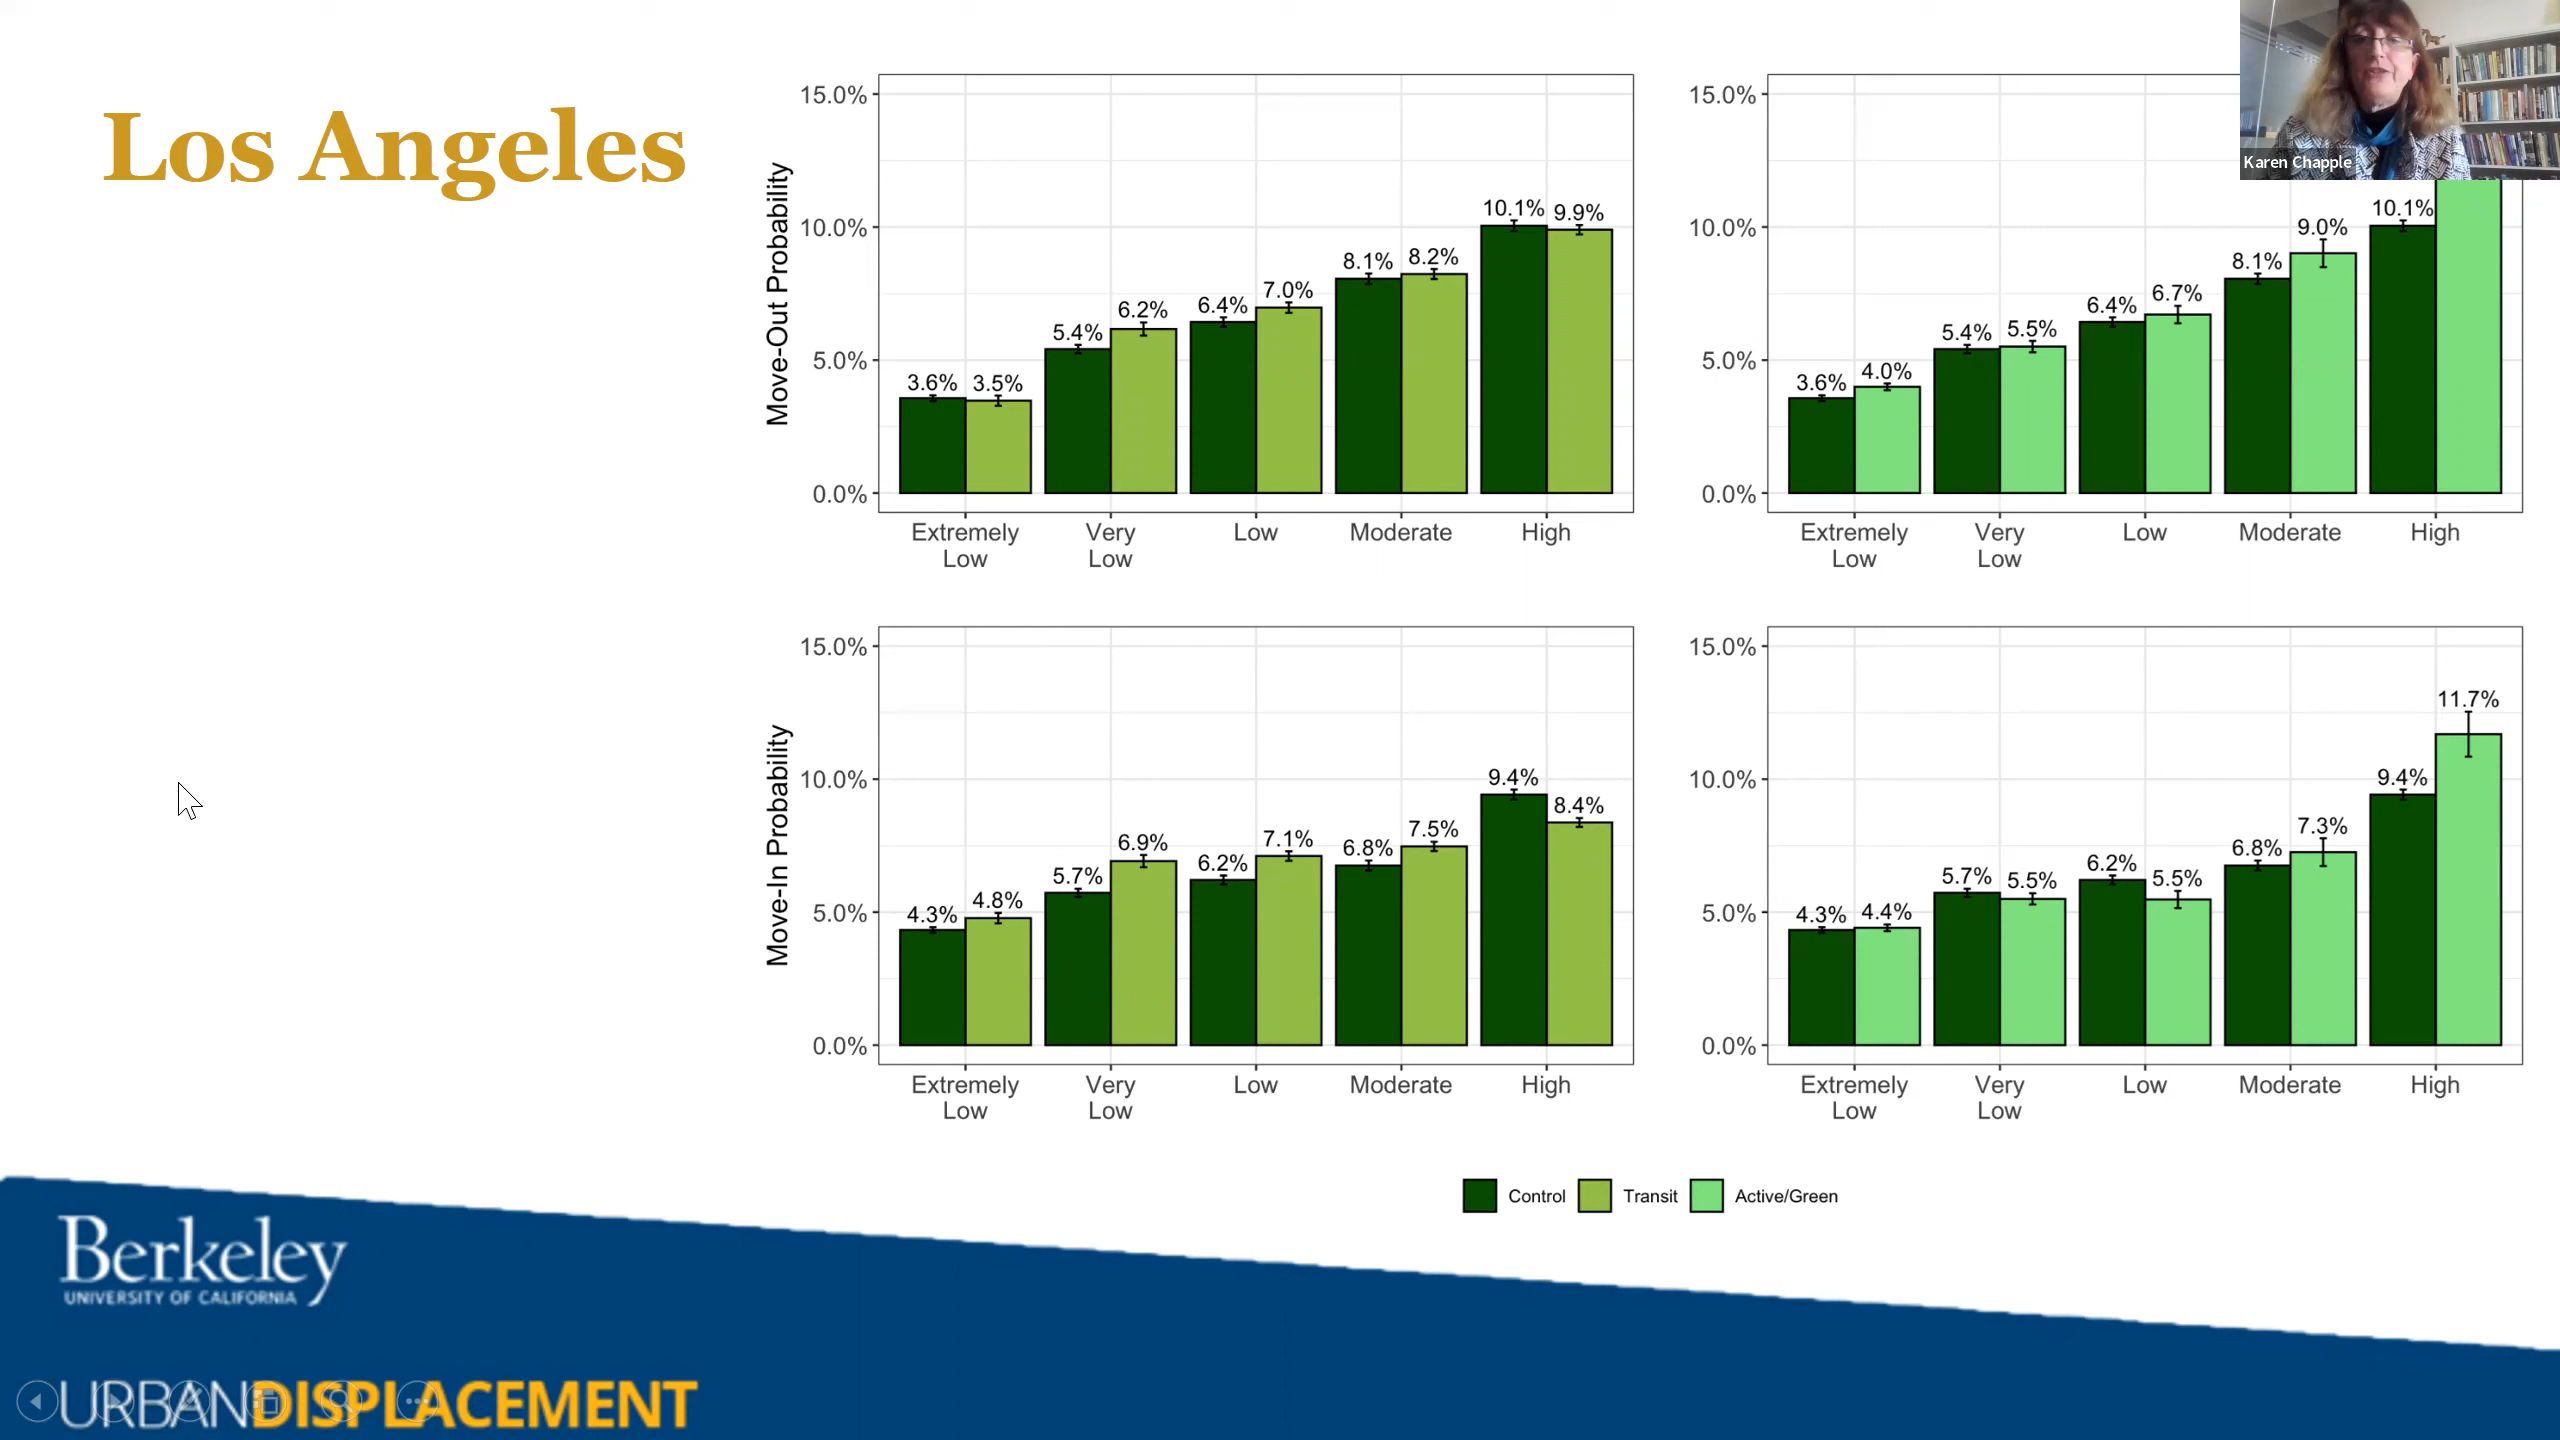 Los Angeles
Karen Chapple
Move-Out Probability
15.0%
10.0%
5.0%
0.0%
3.6% 3.5%
5.4% 6.2%
6.4% 7.0%
8.1% 8.2%
10.1% 9.9%
Extremely Very Low Moderate High
Low Low
15.0%
10.0%
5.0%
0.0%
3.6% 4.0%
5.4% 5.5%
6.4% 6.7%
8.1% 9.0%
10.1%
Extremely Very Low Moderate High
Low Low
Move-In Probability
15.0%
10.0%
5.0%
0.0%
4.3% 4.8%
5.7% 6.9%
6.2% 7.1%
6.8% 7.5%
9.4% 8.4%
Extremely Very Low Moderate High
Low Low
15.0%
10.0%
5.0%
0.0%
4.3% 4.4%
5.7% 5.5%
6.2% 5.5%
6.8% 7.3%
9.4% 11.7%
Extremely Very Low Moderate High
Low Low
Control Transit Active/Green
Berkeley
UNIVERSITY OF CALIFORNIA
URBANDISPLACEMENT